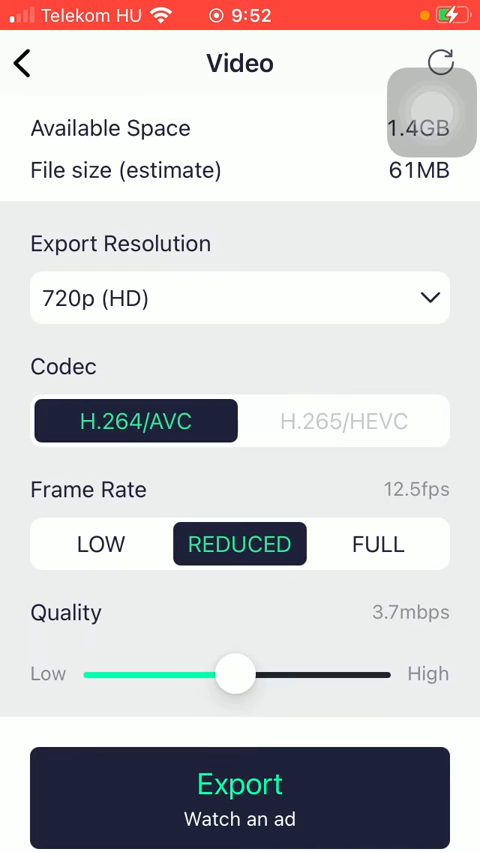 Telekom HU 9:52
Video
Available Space 1.4GB
File size (estimate) 61MB
Export Resolution
720p (HD)
Codec
H.264/AVC H.265/HEVC
Frame Rate 12.5fps
LOW REDUCED FULL
Quality 3.7mbps
Low High
Export
Watch an ad